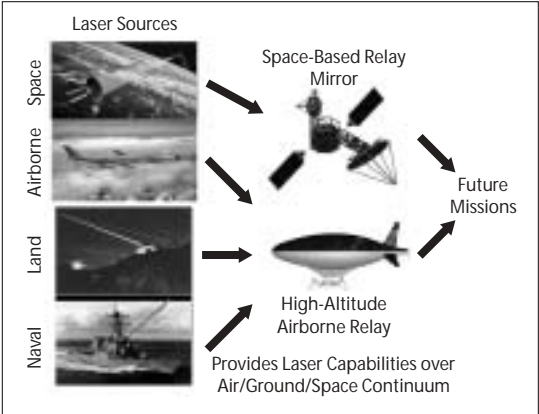 Laser Sources
Space
Airborne
Land
Naval
Space-Based Relay
Mirror
Future
Missions
High-Altitude
Airborne Relay
Provides Laser Capabilities over
Air/Ground/Space Continuum